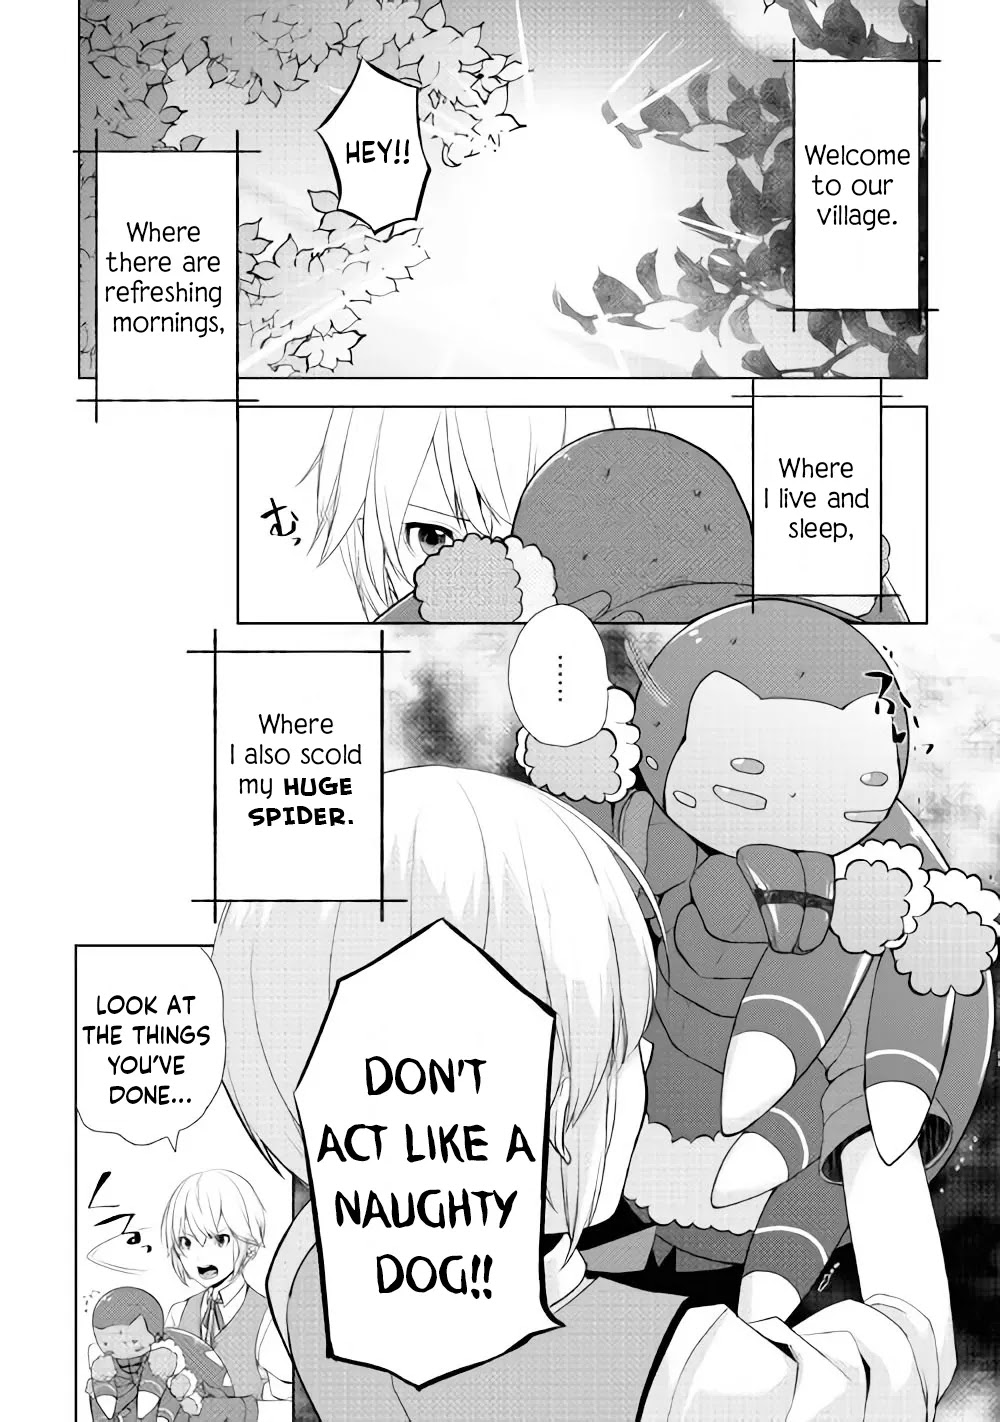 Welcome
to our
village.
HEY!!
Where
there are
refreshing
mornings,
Where
I live and
sleep,
むっ
……
Where
I also scold
my HUGE
SPIDER.
DON'T
ACT LIKE A
NAUGHTY
DOG!!
LOOK AT
THE THINGS
YOU'VE
DONE...